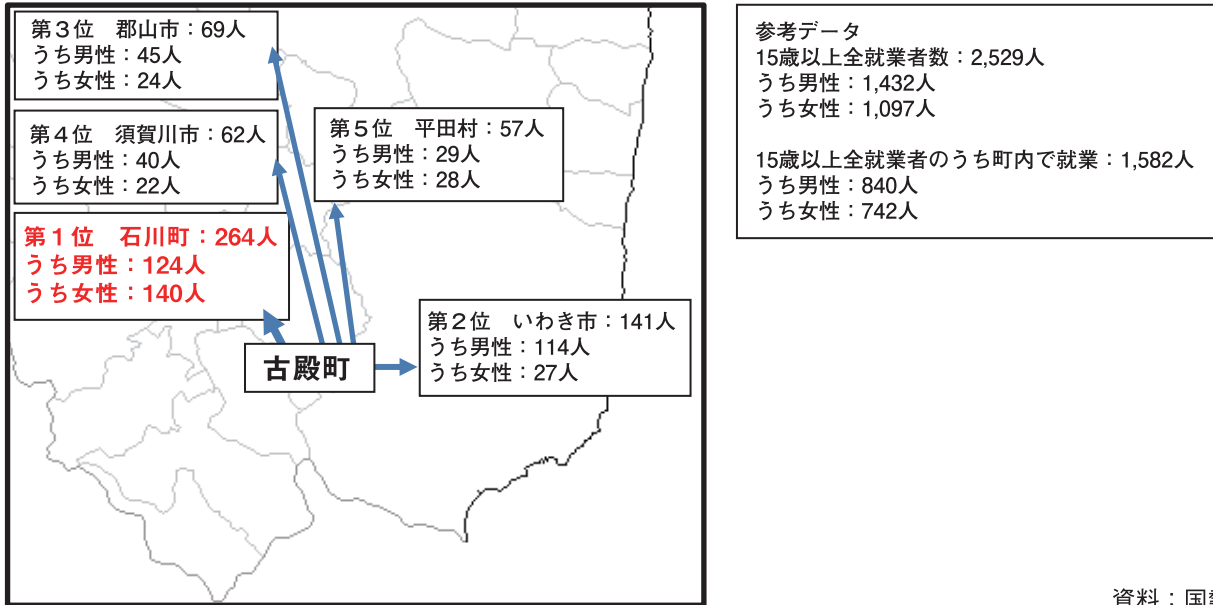 第３位　郡山市：69人
うち男性：45人
うち女性：24人
第４位　須賀川市：62人
うち男性：40人
うち女性：22人
第５位　平田村：57人
うち男性：29人
うち女性：28人
第１位　石川町：264人
うち男性：124人
うち女性：140人
第２位　いわき市：141人
うち男性：114人
うち女性：27人
古殿町
参考データ
15歳以上全就業者数：2,529人
うち男性：1,432人
うち女性：1,097人
15歳以上全就業者のうち町内で就業：1,582人
うち男性：840人
うち女性：742人
資料：国